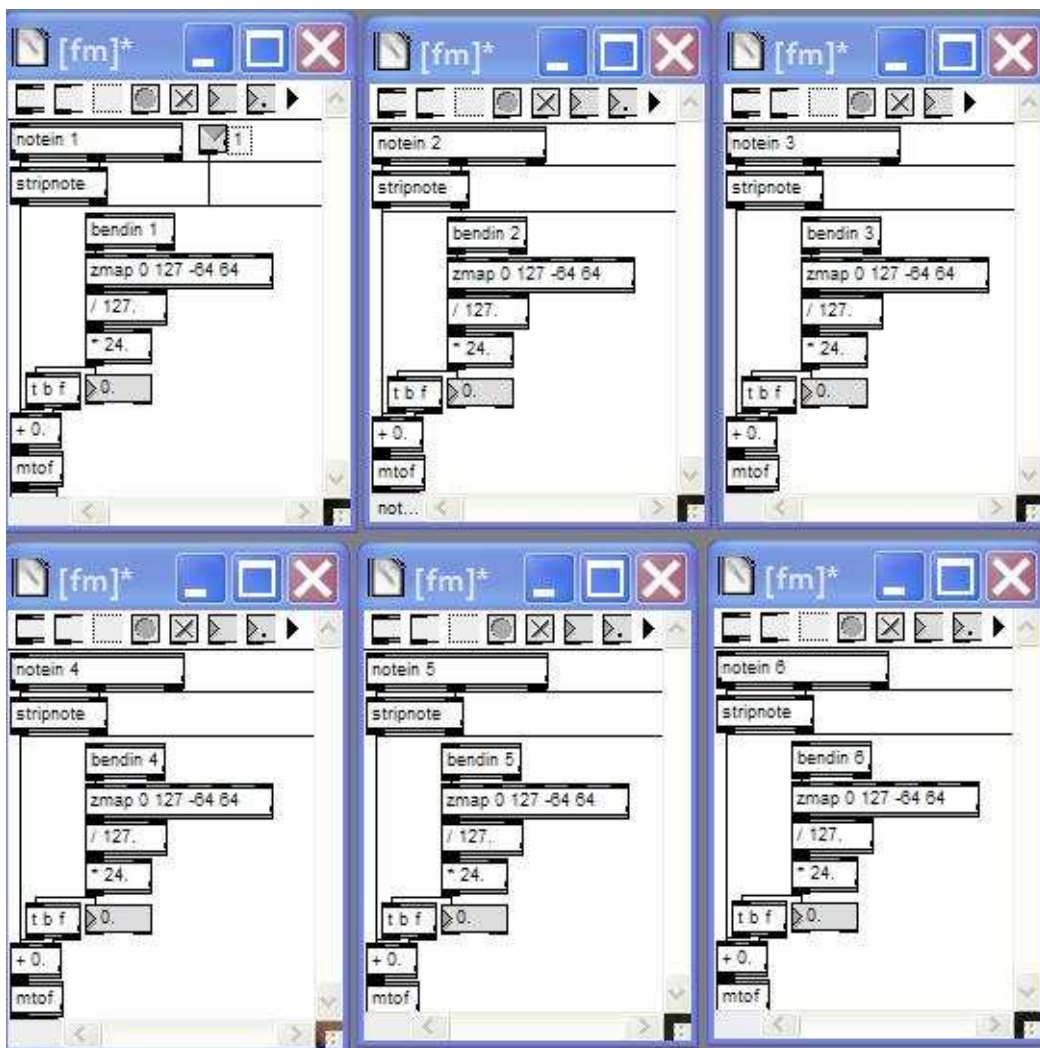 [fm]*
notein 1
1
stripnote
bendin 1
zmap 0 127 -64 64
/ 127.
* 24.
t b f
0.
+ 0.
mtof
[fm]*
notein 2
stripnote
bendin 2
zmap 0 127 -64 64
/ 127.
* 24.
t b f
0.
+ 0.
mtof
not...
[fm]*
notein 3
stripnote
bendin 3
zmap 0 127 -64 64
/ 127.
* 24.
t b f
0.
+ 0.
mtof
[fm]*
notein 4
stripnote
bendin 4
zmap 0 127 -64 64
/ 127.
* 24.
t b f
0.
+ 0.
mtof
[fm]*
notein 5
stripnote
bendin 5
zmap 0 127 -64 64
/ 127.
* 24.
t b f
0.
+ 0.
mtof
[fm]*
notein 6
stripnote
bendin 6
zmap 0 127 -64 64
/ 127.
* 24.
t b f
0.
+ 0.
mtof